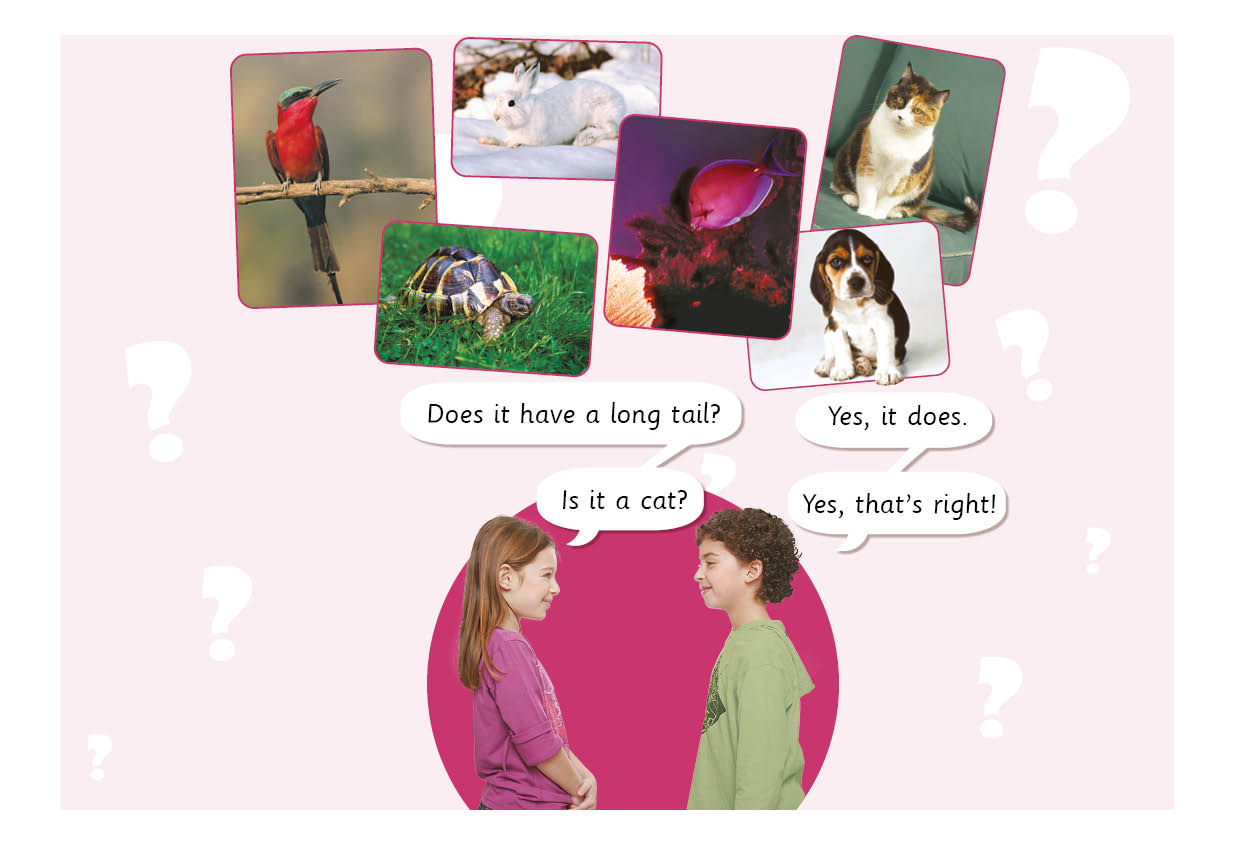 Does it have a long tail?
Yes, it does.
Is it a cat?
Yes, that's right!